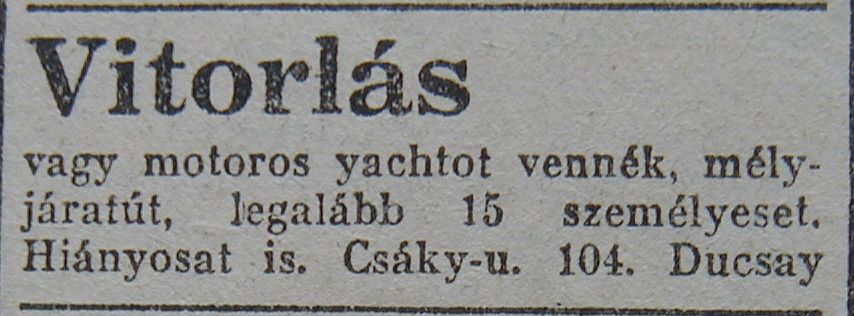 Vitorlás
vagy motoros yachtot vennék, mély-
járatút, legalább 15 személyeset.
Hiányosat is. Csáky-u. 104. Ducsay